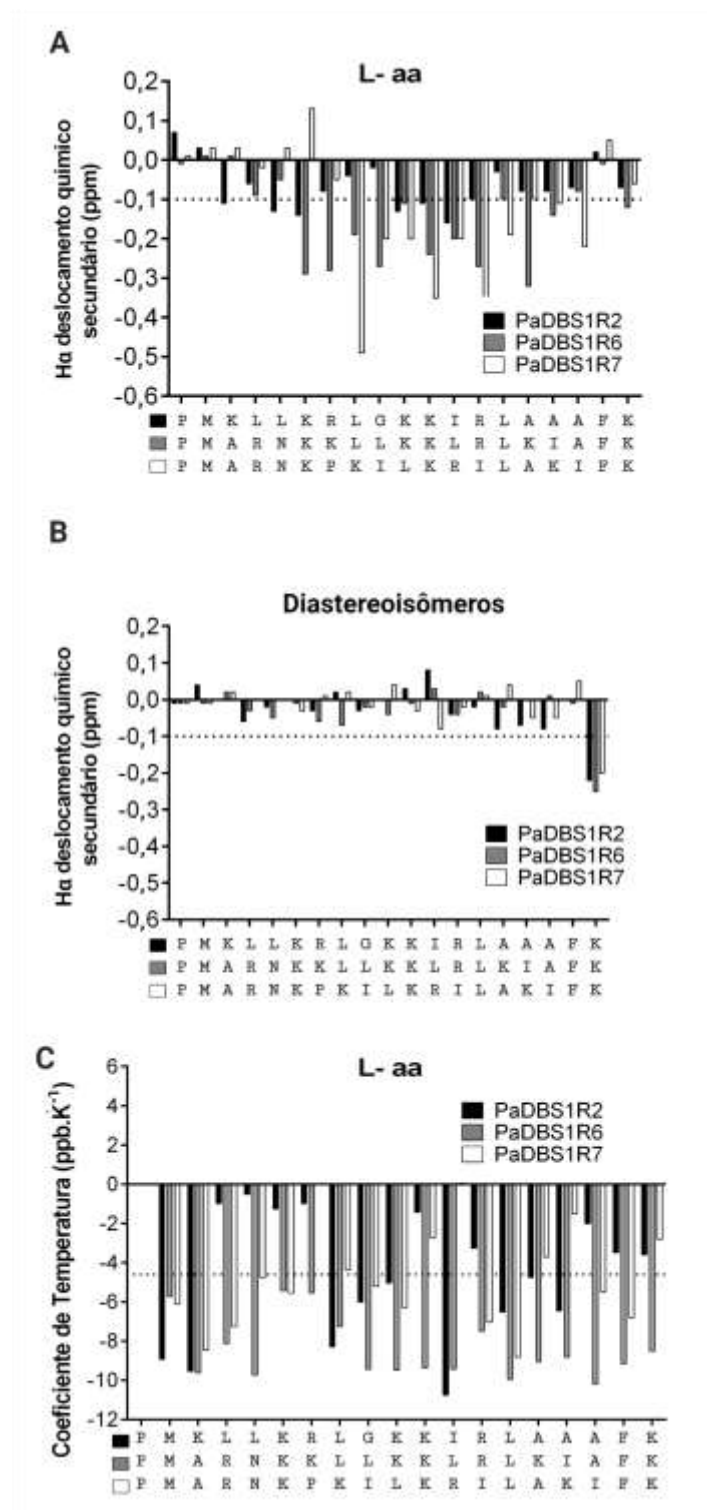 A
L- aa
Hα deslocamento químico
secundário (ppm)
0,2
0,1
0,0
-0,1
-0,2
-0,3
-0,4
-0,5
-0,6
PaDBS1R2
PaDBS1R6
PaDBS1R7
P M K L L K R L G K K I R L A A A F K
P M A R N K K L L K K L R L K I A F K
P M A R N K P K I L K R I L A K I F K
B
Diastereoisômeros
Hα deslocamento químico
secundário (ppm)
0,2
0,1
0,0
-0,1
-0,2
-0,3
-0,4
-0,5
-0,6
PaDBS1R2
PaDBS1R6
PaDBS1R7
P M K L L K R L G K K I R L A A A F K
P M A R N K K L L K K L R L K I A F K
P M A R N K P K I L K R I L A K I F K
C
L- aa
Coeficiente de Temperatura (ppb.K⁻¹)
6
4
2
0
-2
-4
-6
-8
-10
-12
PaDBS1R2
PaDBS1R6
PaDBS1R7
P M K L L K R L G K K I R L A A A F K
P M A R N K K L L K K L R L K I A F K
P M A R N K P K I L K R I L A K I F K